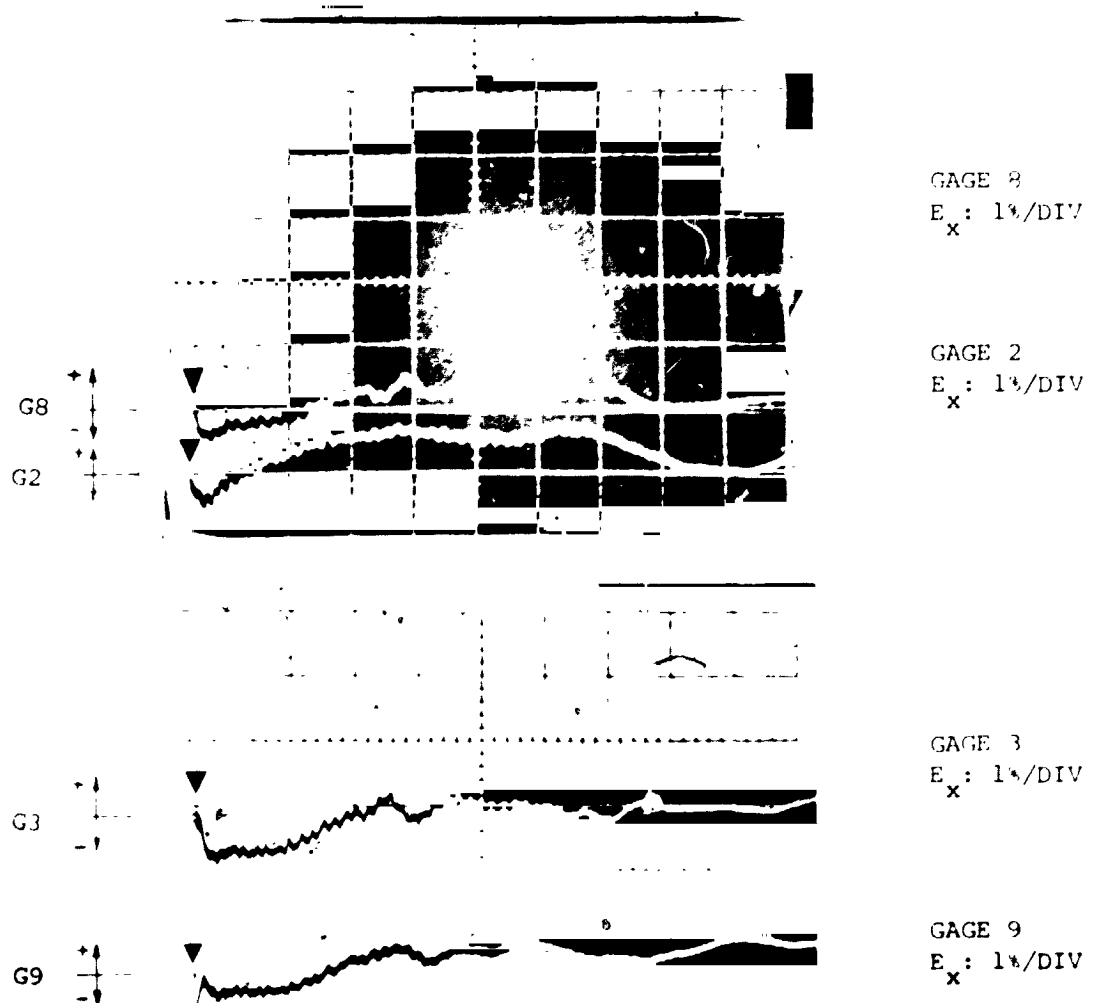 GAGE 8
E_x: 1%/DIV
GAGE 2
E_x: 1%/DIV
+
G8
-
+
G2
GAGE 3
E_x: 1%/DIV
+
G3
-
GAGE 9
E_x: 1%/DIV
+
G9
-